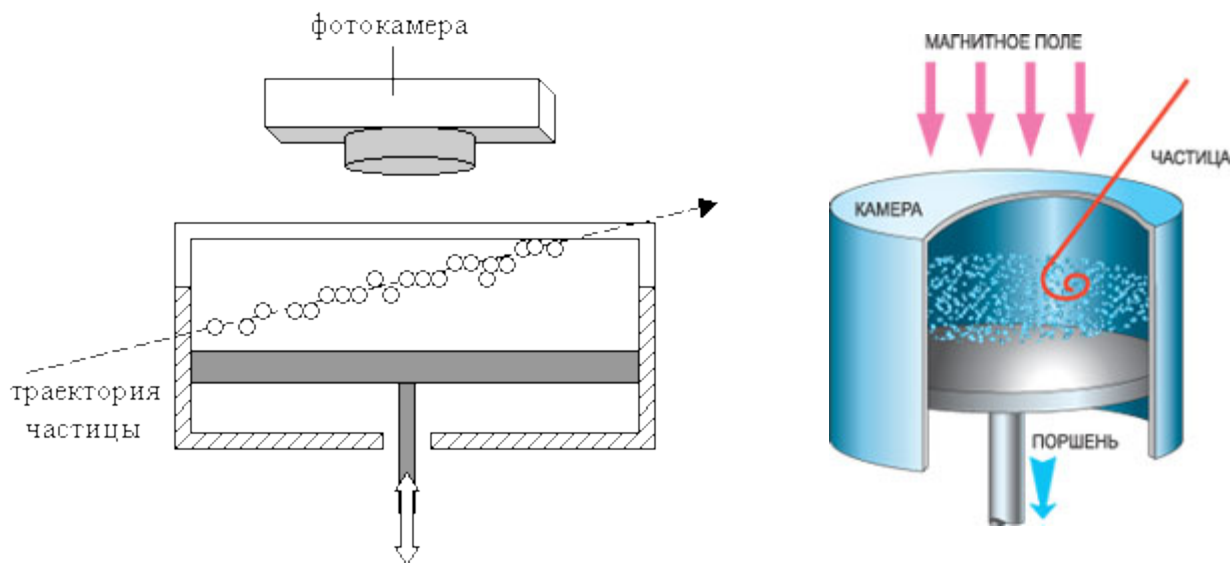 фотокамера
траектория
частицы
МАГНИТНОЕ ПОЛЕ
ЧАСТИЦА
КАМЕРА
ПОРШЕНЬ